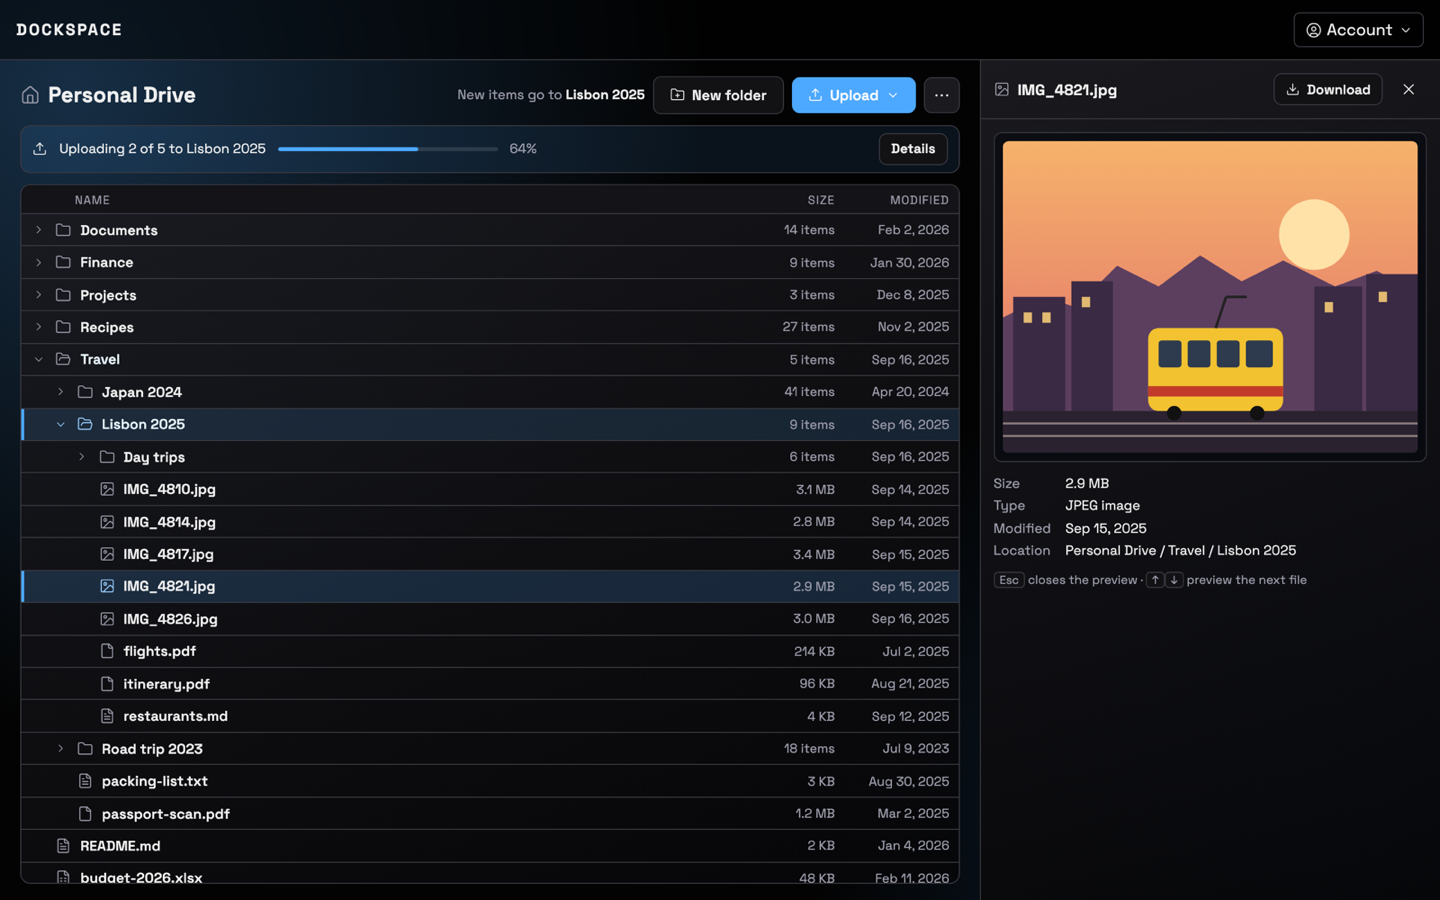 DOCKSPACE
Account
Personal Drive
New items go to Lisbon 2025
New folder
Upload
Uploading 2 of 5 to Lisbon 2025
64%
Details
NAME SIZE MODIFIED
Documents 14 items Feb 2, 2026
Finance 9 items Jan 30, 2026
Projects 3 items Dec 8, 2025
Recipes 27 items Nov 2, 2025
Travel 5 items Sep 16, 2025
Japan 2024 41 items Apr 20, 2024
Lisbon 2025 9 items Sep 16, 2025
Day trips 6 items Sep 16, 2025
IMG_4810.jpg 3.1 MB Sep 14, 2025
IMG_4814.jpg 2.8 MB Sep 14, 2025
IMG_4817.jpg 3.4 MB Sep 15, 2025
IMG_4821.jpg 2.9 MB Sep 15, 2025
IMG_4826.jpg 3.0 MB Sep 16, 2025
flights.pdf 214 KB Jul 2, 2025
itinerary.pdf 96 KB Aug 21, 2025
restaurants.md 4 KB Sep 12, 2025
Road trip 2023 18 items Jul 9, 2023
packing-list.txt 3 KB Aug 30, 2025
passport-scan.pdf 1.2 MB Mar 2, 2025
README.md 2 KB Jan 4, 2026
budget-2026.xlsx 48 KB Feb 11, 2026
IMG_4821.jpg
Download
Size 2.9 MB
Type JPEG image
Modified Sep 15, 2025
Location Personal Drive / Travel / Lisbon 2025
Esc closes the preview · ↑ ↓ preview the next file